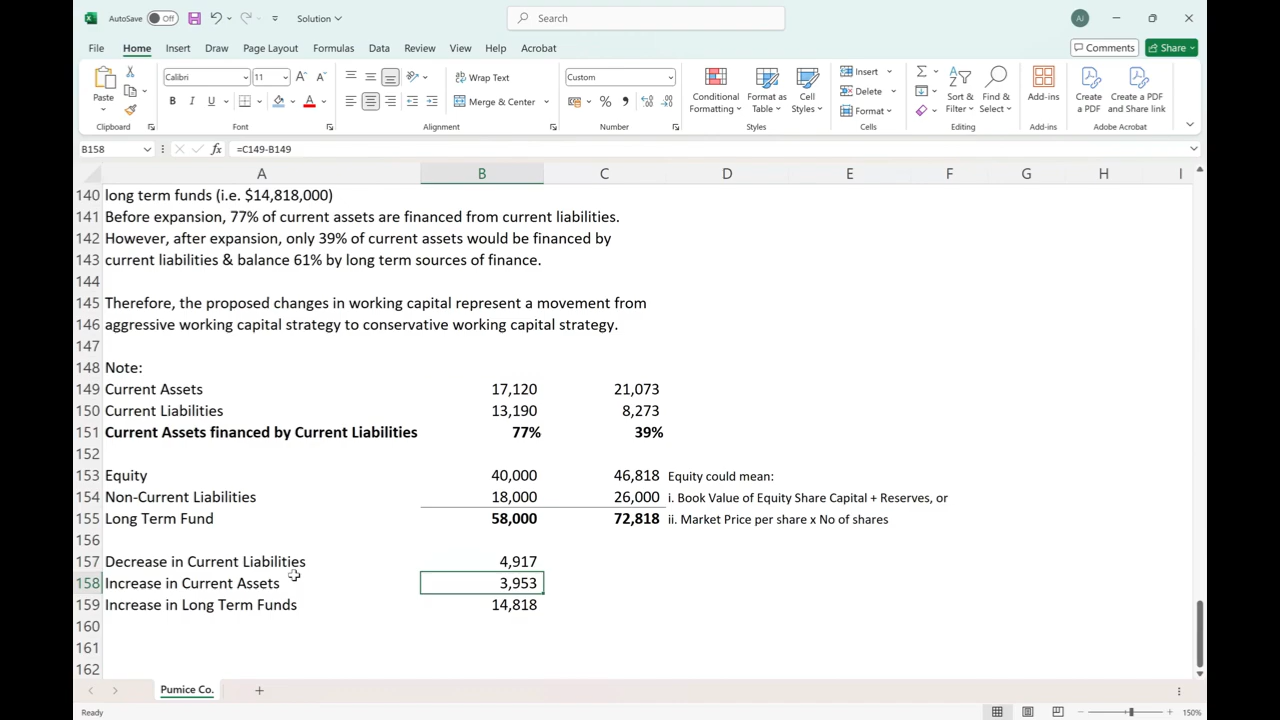 AutoSave Off Solution Search AJ
File Home Insert Draw Page Layout Formulas Data Review View Help Acrobat Comments Share
Paste Calibri 11 Wrap Text Custom Conditional Formatting Format as Table Cell Styles Insert Sort & Filter Find & Select Add-ins Create a PDF Create a PDF and Share link
B I U Merge & Center Delete
Format
Clipboard Font Alignment Number Styles Cells Editing Add-ins Adobe Acrobat
B158 fx =C149-B149
A B C D E F G H I
140 long term funds (i.e. $14,818,000)
141 Before expansion, 77% of current assets are financed from current liabilities.
142 However, after expansion, only 39% of current assets would be financed by
143 current liabilities & balance 61% by long term sources of finance.
144
145 Therefore, the proposed changes in working capital represent a movement from
146 aggressive working capital strategy to conservative working capital strategy.
147
148 Note:
149 Current Assets 17,120 21,073
150 Current Liabilities 13,190 8,273
151 Current Assets financed by Current Liabilities 77% 39%
152
153 Equity 40,000 46,818 Equity could mean:
154 Non-Current Liabilities 18,000 26,000 i. Book Value of Equity Share Capital + Reserves, or
155 Long Term Fund 58,000 72,818 ii. Market Price per share x No of shares
156
157 Decrease in Current Liabilities 4,917
158 Increase in Current Assets 3,953
159 Increase in Long Term Funds 14,818
160
161
162
Pumice Co.
Ready 150%